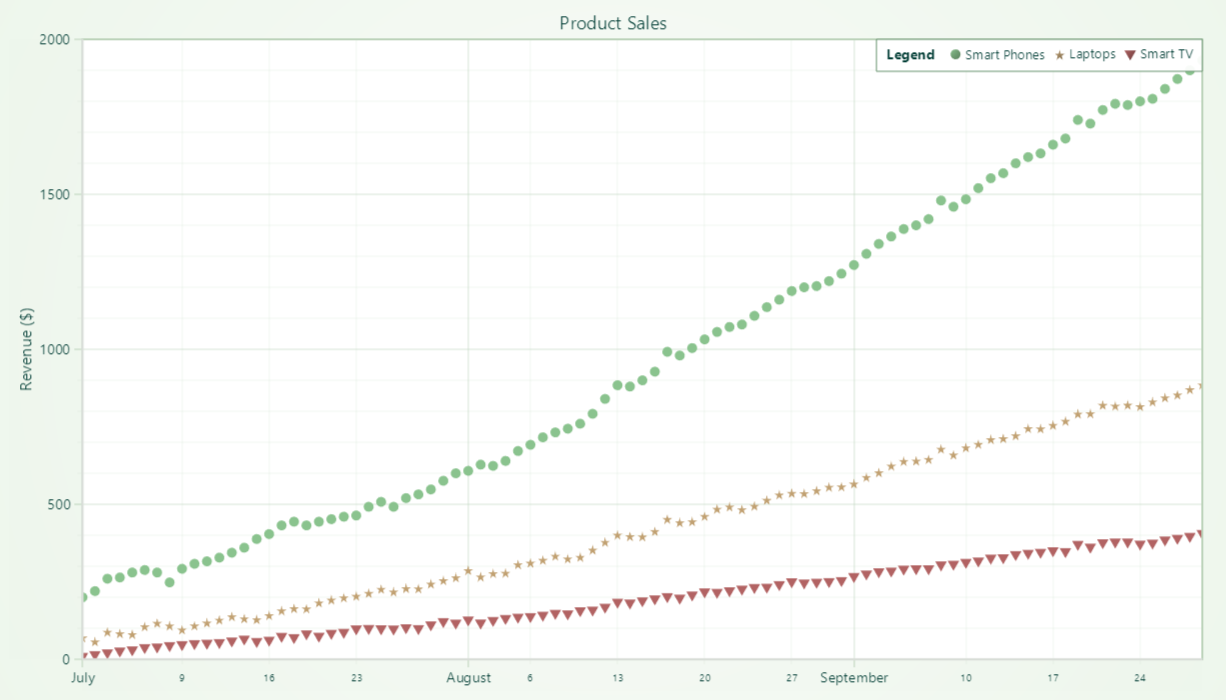 Product Sales
Legend Smart Phones Laptops Smart TV
Revenue ($)
2000
1500
1000
500
0
July 9 16 23 August 6 13 20 27 September 10 17 24